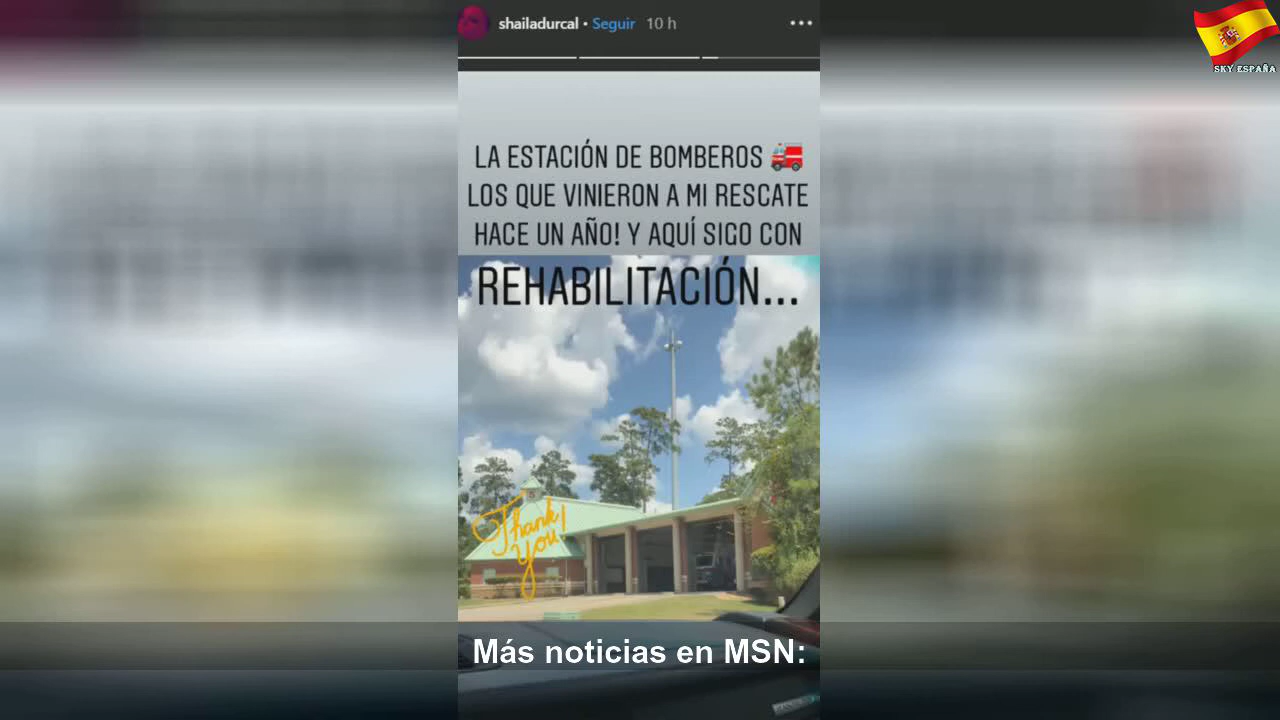 shailadurcal • Seguir 10 h
SKY ESPAÑA
LA ESTACIÓN DE BOMBEROS
LOS QUE VINIERON A MI RESCATE
HACE UN AÑO! Y AQUÍ SIGO CON
REHABILITACIÓN...
Thank
You!
Más noticias en MSN: